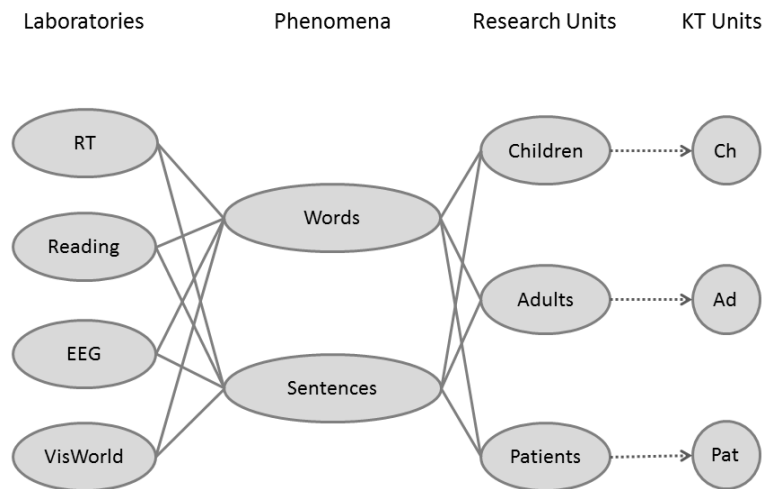 Laboratories Phenomena Research Units KT Units
RT
Children
Ch
Words
Reading
Adults
Ad
EEG
Sentences
VisWorld
Patients
Pat